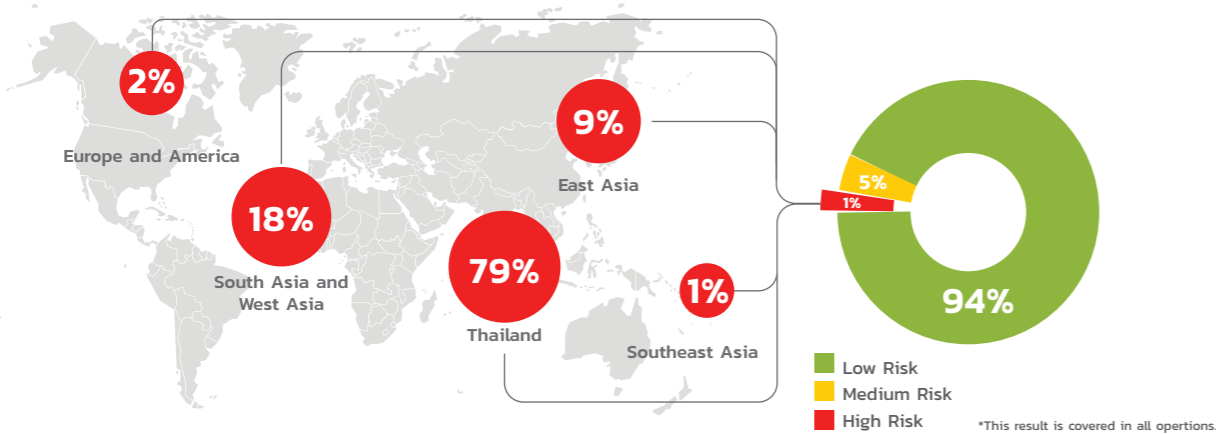 2%
Europe and America
18%
South Asia and
West Asia
9%
East Asia
79%
Thailand
1%
Southeast Asia
5%
1%
94%
Low Risk
Medium Risk
High Risk
*This result is covered in all opertions.